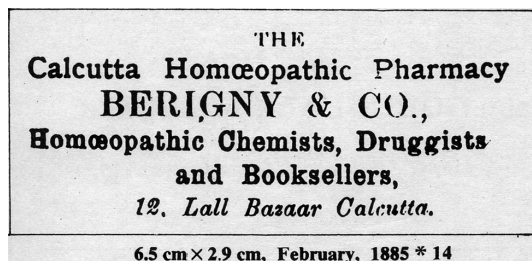 THE
Calcutta Homœopathic Pharmacy
BERIGNY & CO.,
Homœopathic Chemists, Druggists
and Booksellers,
12. Lall Bazaar Calcutta.
6.5 cm × 2.9 cm, February, 1885 * 14